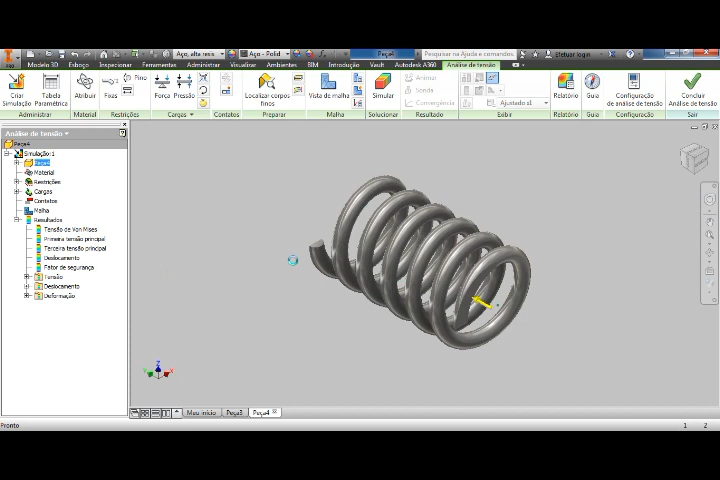 PRO
Aço, alta resis
Aço - Polid
Peça4
Pesquisar na Ajuda e comandos
Efetuar login
Modelo 3D Esboço Inspecionar Ferramentas Administrar Visualizar Ambientes BIM Introdução Vault Autodesk A360 Análise de tensão
Criar Simulação
Tabela Paramétrica
Atribuir
Fixas
Pino
Força
Pressão
Localizar corpos finos
Vista de malha
Simular
Animar
Sonda
Convergência
Ajustado x1
Relatório
Guia
Configuração de análise de tensão
Concluir Análise de tensão
Administrar Material Restrições Cargas Contatos Preparar Malha Solucionar Resultado Exibir Relatório Guia Configuração Sair
Análise de tensão
Peça4
Simulação:1
Peça4
Material
Restrições
Cargas
Contatos
Malha
Resultados
Tensão de Von Mises
Primeira tensão principal
Terceira tensão principal
Deslocamento
Fator de segurança
Tensão
Deslocamento
Deformação
Z
X
Meu início Peça3 Peça4
Pronto
1 2